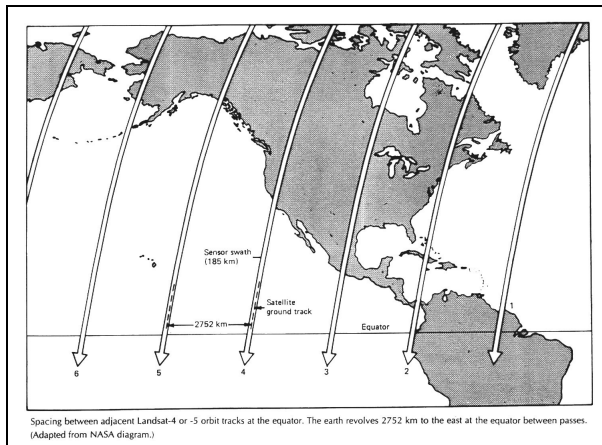 Sensor swath
(185 km)
1
Satellite
ground track
2752 km
Equator
6
5
4
3
2
Spacing between adjacent Landsat-4 or -5 orbit tracks at the equator. The earth revolves 2752 km to the east at the equator between passes.
(Adapted from NASA diagram.)